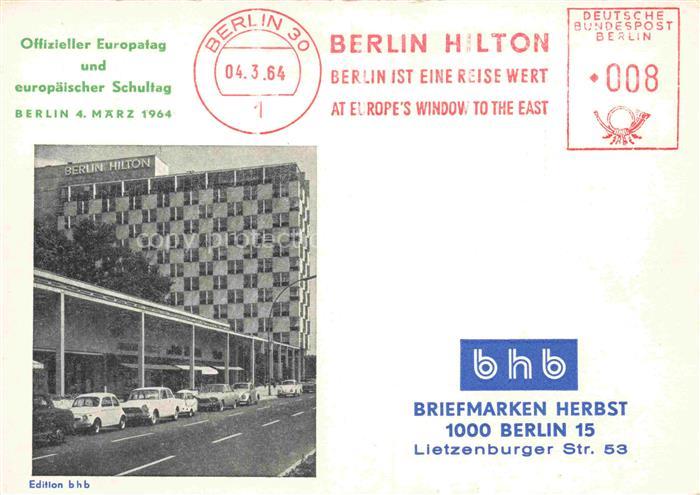 Offizieller Europatag
und
europäischer Schultag
BERLIN 4. MÄRZ 1964
BERLIN 30
04.3.64
1
BERLIN HILTON
BERLIN IST EINE REISE WERT
AT EUROPE'S WINDOW TO THE EAST
DEUTSCHE
BUNDESPOST
BERLIN
008
BERLIN HILTON
copy protection
bhb
BRIEFMARKEN HERBST
1000 BERLIN 15
Lietzenburger Str. 53
Edition bhb